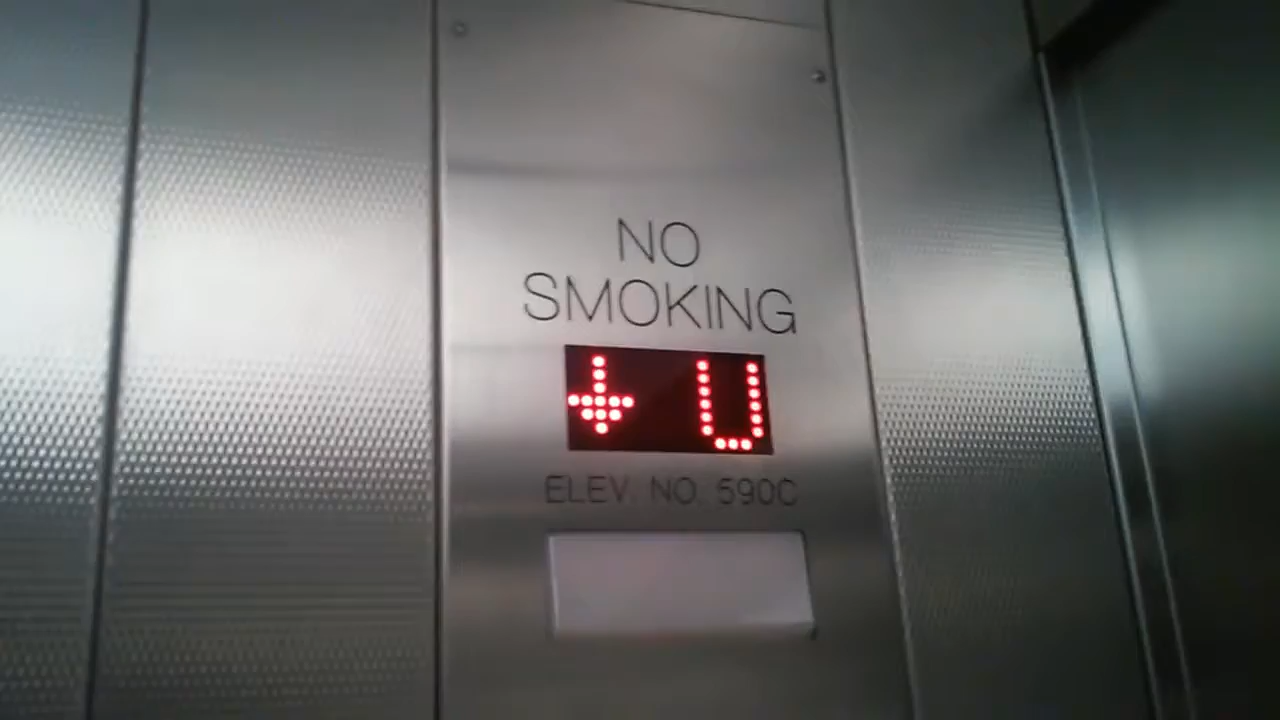 NO
SMOKING
↓ U
ELEV. NO. 590C